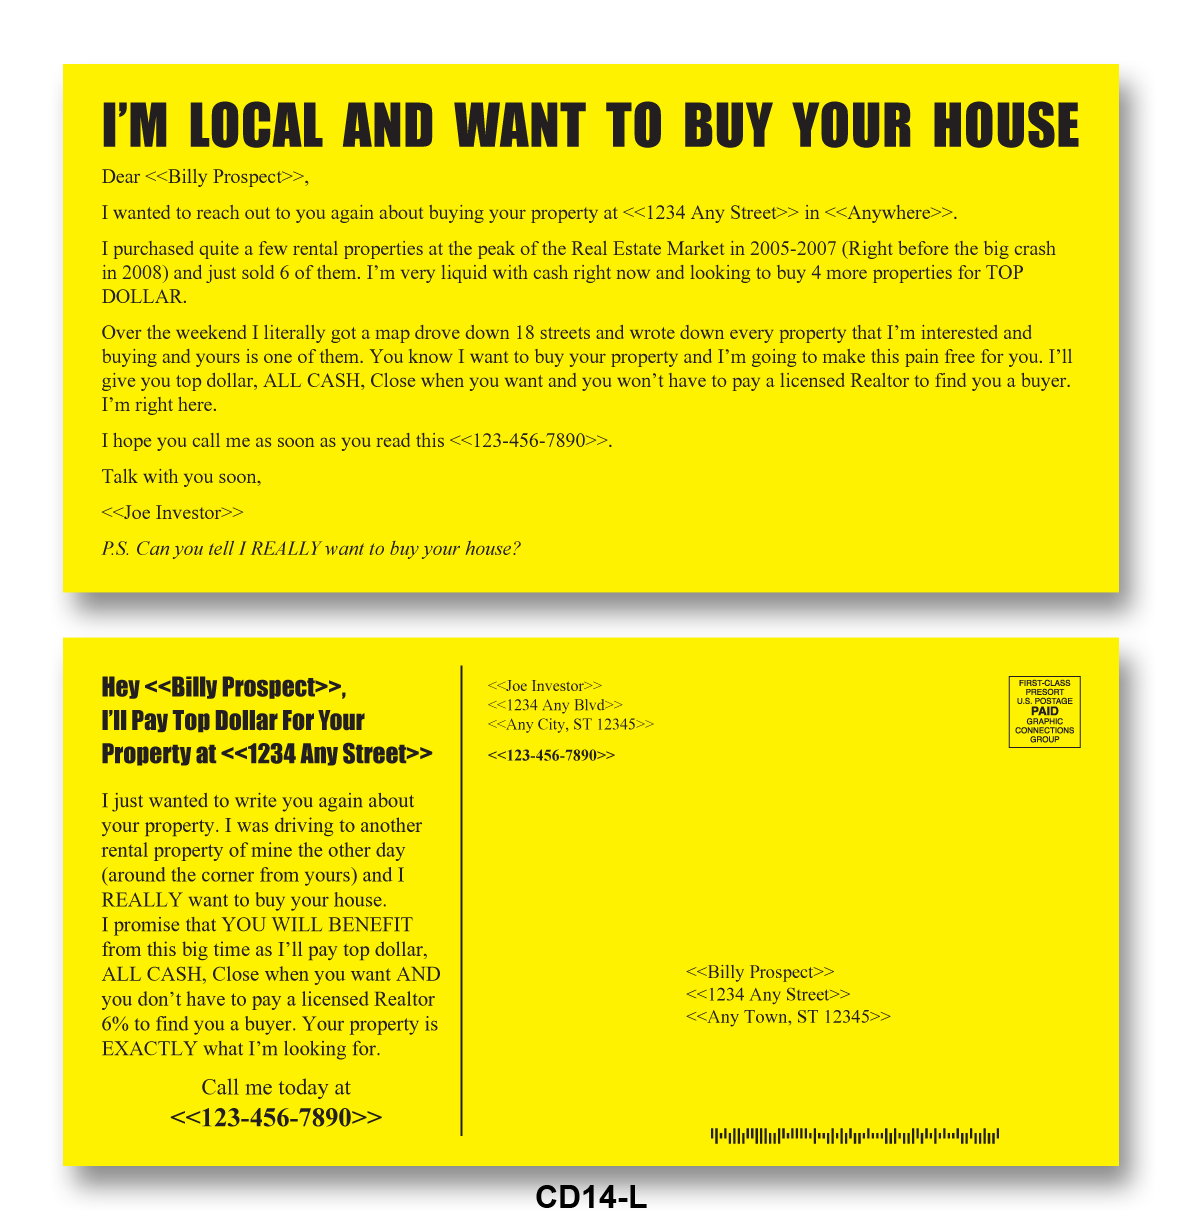 I'M LOCAL AND WANT TO BUY YOUR HOUSE
Dear <<Billy Prospect>>,
I wanted to reach out to you again about buying your property at <<1234 Any Street>> in <<Anywhere>>.
I purchased quite a few rental properties at the peak of the Real Estate Market in 2005-2007 (Right before the big crash
in 2008) and just sold 6 of them. I'm very liquid with cash right now and looking to buy 4 more properties for TOP
DOLLAR.
Over the weekend I literally got a map drove down 18 streets and wrote down every property that I'm interested and
buying and yours is one of them. You know I want to buy your property and I'm going to make this pain free for you. I'll
give you top dollar, ALL CASH, Close when you want and you won't have to pay a licensed Realtor to find you a buyer.
I'm right here.
I hope you call me as soon as you read this <<123-456-7890>>.
Talk with you soon,
<<Joe Investor>>
P.S. Can you tell I REALLY want to buy your house?
Hey <<Billy Prospect>>,
I'll Pay Top Dollar For Your
Property at <<1234 Any Street>>
I just wanted to write you again about
your property. I was driving to another
rental property of mine the other day
(around the corner from yours) and I
REALLY want to buy your house.
I promise that YOU WILL BENEFIT
from this big time as I'll pay top dollar,
ALL CASH, Close when you want AND
you don't have to pay a licensed Realtor
6% to find you a buyer. Your property is
EXACTLY what I'm looking for.
Call me today at
<<123-456-7890>>
<<Joe Investor>>
<<1234 Any Blvd>>
<<Any City, ST 12345>>
<<123-456-7890>>
FIRST-CLASS
PRESORT
U.S. POSTAGE
PAID
GRAPHIC
CONNECTIONS
GROUP
<<Billy Prospect>>
<<1234 Any Street>>
<<Any Town, ST 12345>>
CD14-L